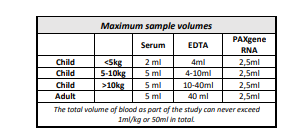 Maximum sample volumes
Serum EDTA PAXgene RNA
Child <5kg 2 ml 4ml 2,5ml
Child 5-10kg 5 ml 4-10ml 2,5ml
Child >10kg 5 ml 10-40ml 2,5ml
Adult 5 ml 40 ml 2,5ml
The total volume of blood as part of the study can never exceed
1ml/kg or 50ml in total.